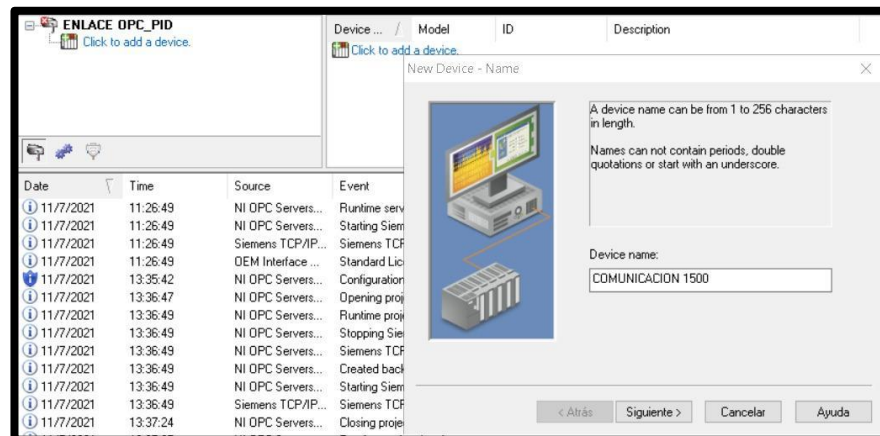 ENLACE OPC_PID
Click to add a device.
Device ... / Model ID Description
Click to add a device.
New Device - Name
A device name can be from 1 to 256 characters
in length.
Names can not contain periods, double
quotations or start with an underscore.
Device name:
COMUNICACION 1500
< Atrás Siguiente > Cancelar Ayuda
Date Time Source Event
11/7/2021 11:26:49 NI OPC Servers... Runtime serv
11/7/2021 11:26:49 NI OPC Servers... Starting Siem
11/7/2021 11:26:49 Siemens TCP/IP... Siemens TCF
11/7/2021 11:26:49 OEM Interface ... Standard Lic
11/7/2021 13:35:42 NI OPC Servers... Configuration
11/7/2021 13:36:47 NI OPC Servers... Opening proj
11/7/2021 13:36:49 NI OPC Servers... Runtime proj
11/7/2021 13:36:49 NI OPC Servers... Stopping Sie
11/7/2021 13:36:49 NI OPC Servers... Siemens TCF
11/7/2021 13:36:49 NI OPC Servers... Created back
11/7/2021 13:36:49 NI OPC Servers... Starting Siem
11/7/2021 13:36:49 Siemens TCP/IP... Siemens TCF
11/7/2021 13:37:24 NI OPC Servers... Closing proje